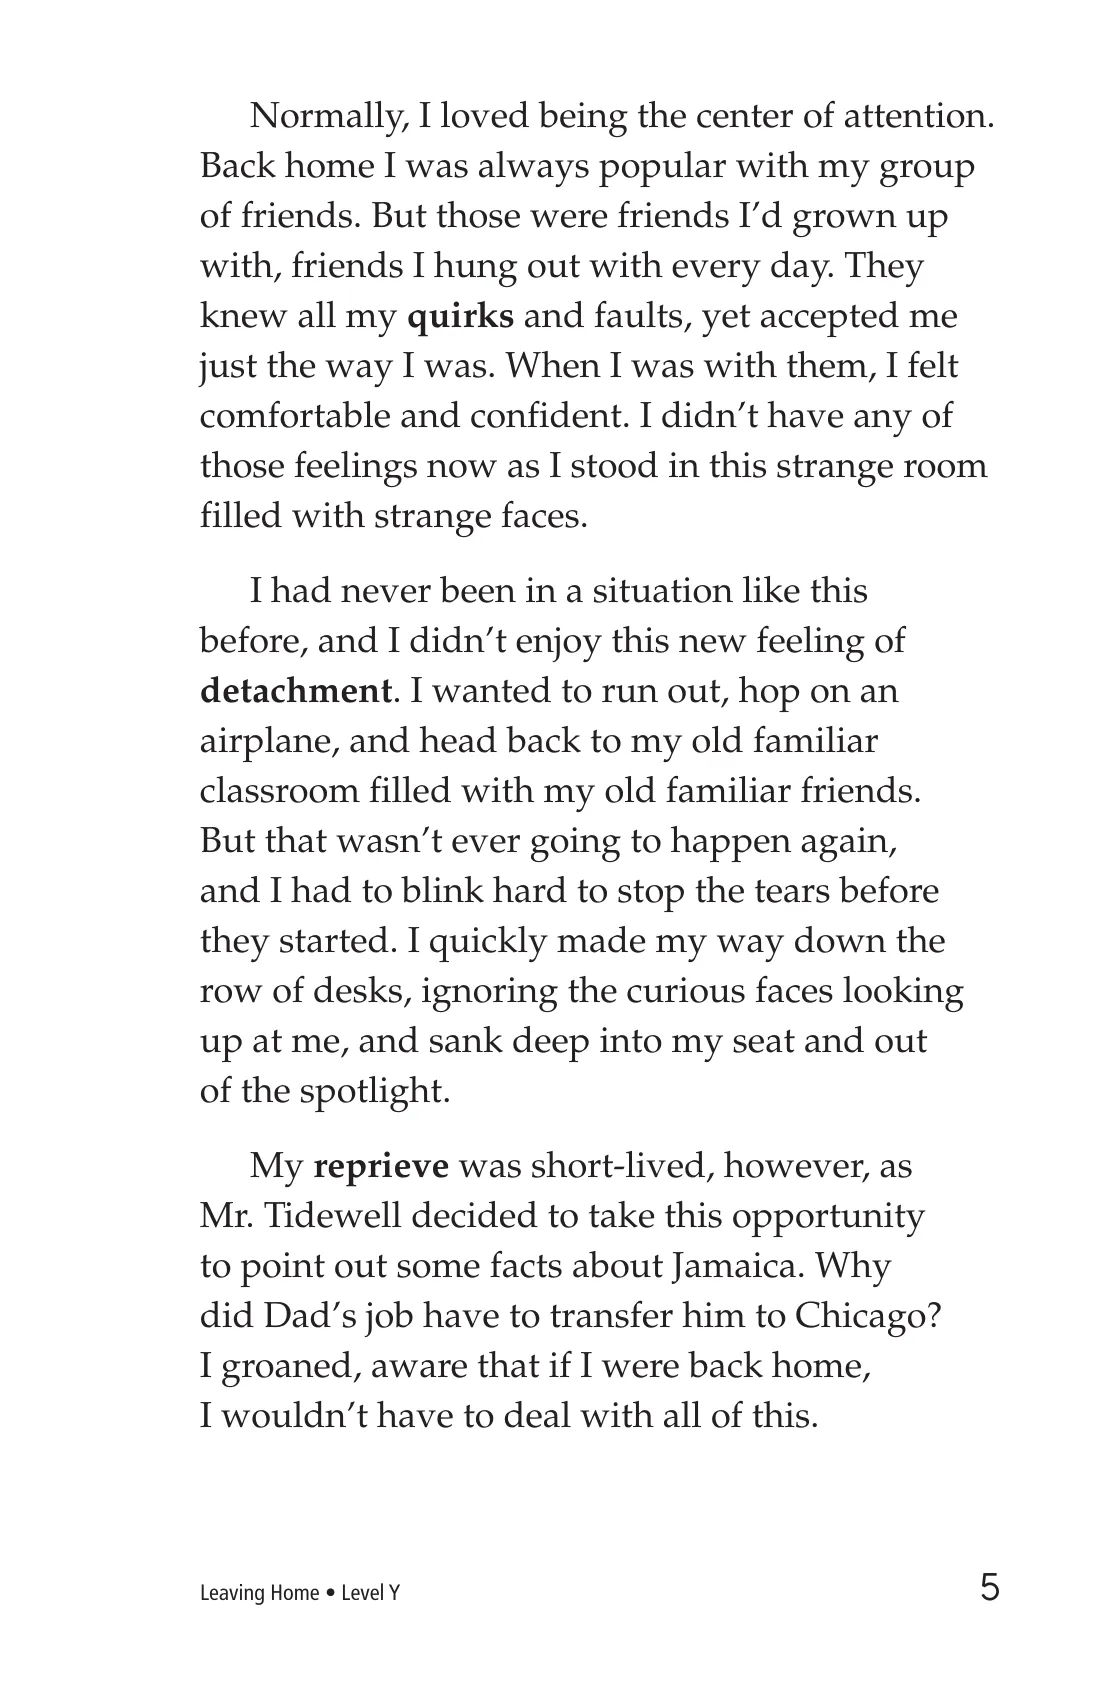 Normally, I loved being the center of attention.
Back home I was always popular with my group
of friends. But those were friends I’d grown up
with, friends I hung out with every day. They
knew all my quirks and faults, yet accepted me
just the way I was. When I was with them, I felt
comfortable and confident. I didn’t have any of
those feelings now as I stood in this strange room
filled with strange faces.
I had never been in a situation like this
before, and I didn’t enjoy this new feeling of
detachment. I wanted to run out, hop on an
airplane, and head back to my old familiar
classroom filled with my old familiar friends.
But that wasn’t ever going to happen again,
and I had to blink hard to stop the tears before
they started. I quickly made my way down the
row of desks, ignoring the curious faces looking
up at me, and sank deep into my seat and out
of the spotlight.
My reprieve was short-lived, however, as
Mr. Tidewell decided to take this opportunity
to point out some facts about Jamaica. Why
did Dad’s job have to transfer him to Chicago?
I groaned, aware that if I were back home,
I wouldn’t have to deal with all of this.
Leaving Home • Level Y
5